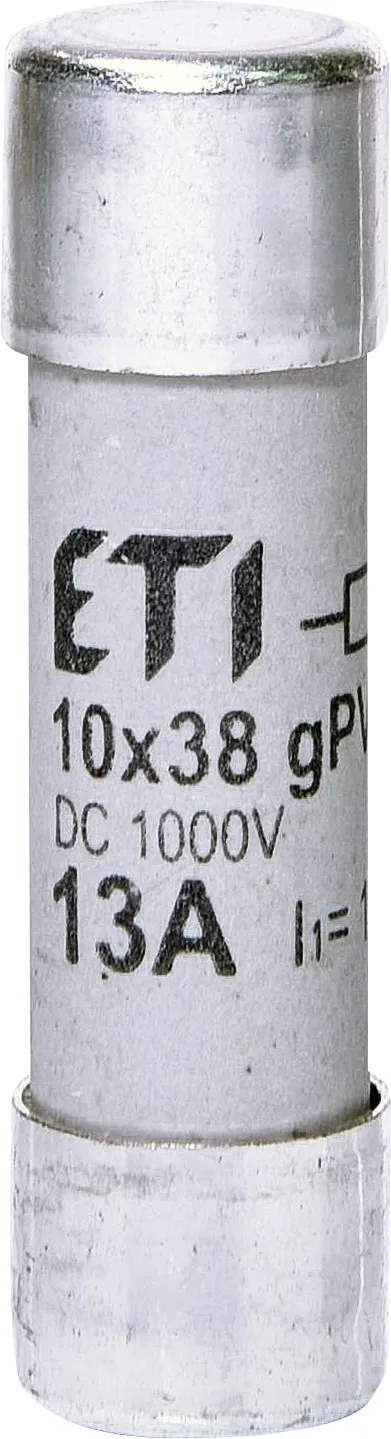 ETI
10x38 gPV
DC 1000V
13A I₁=